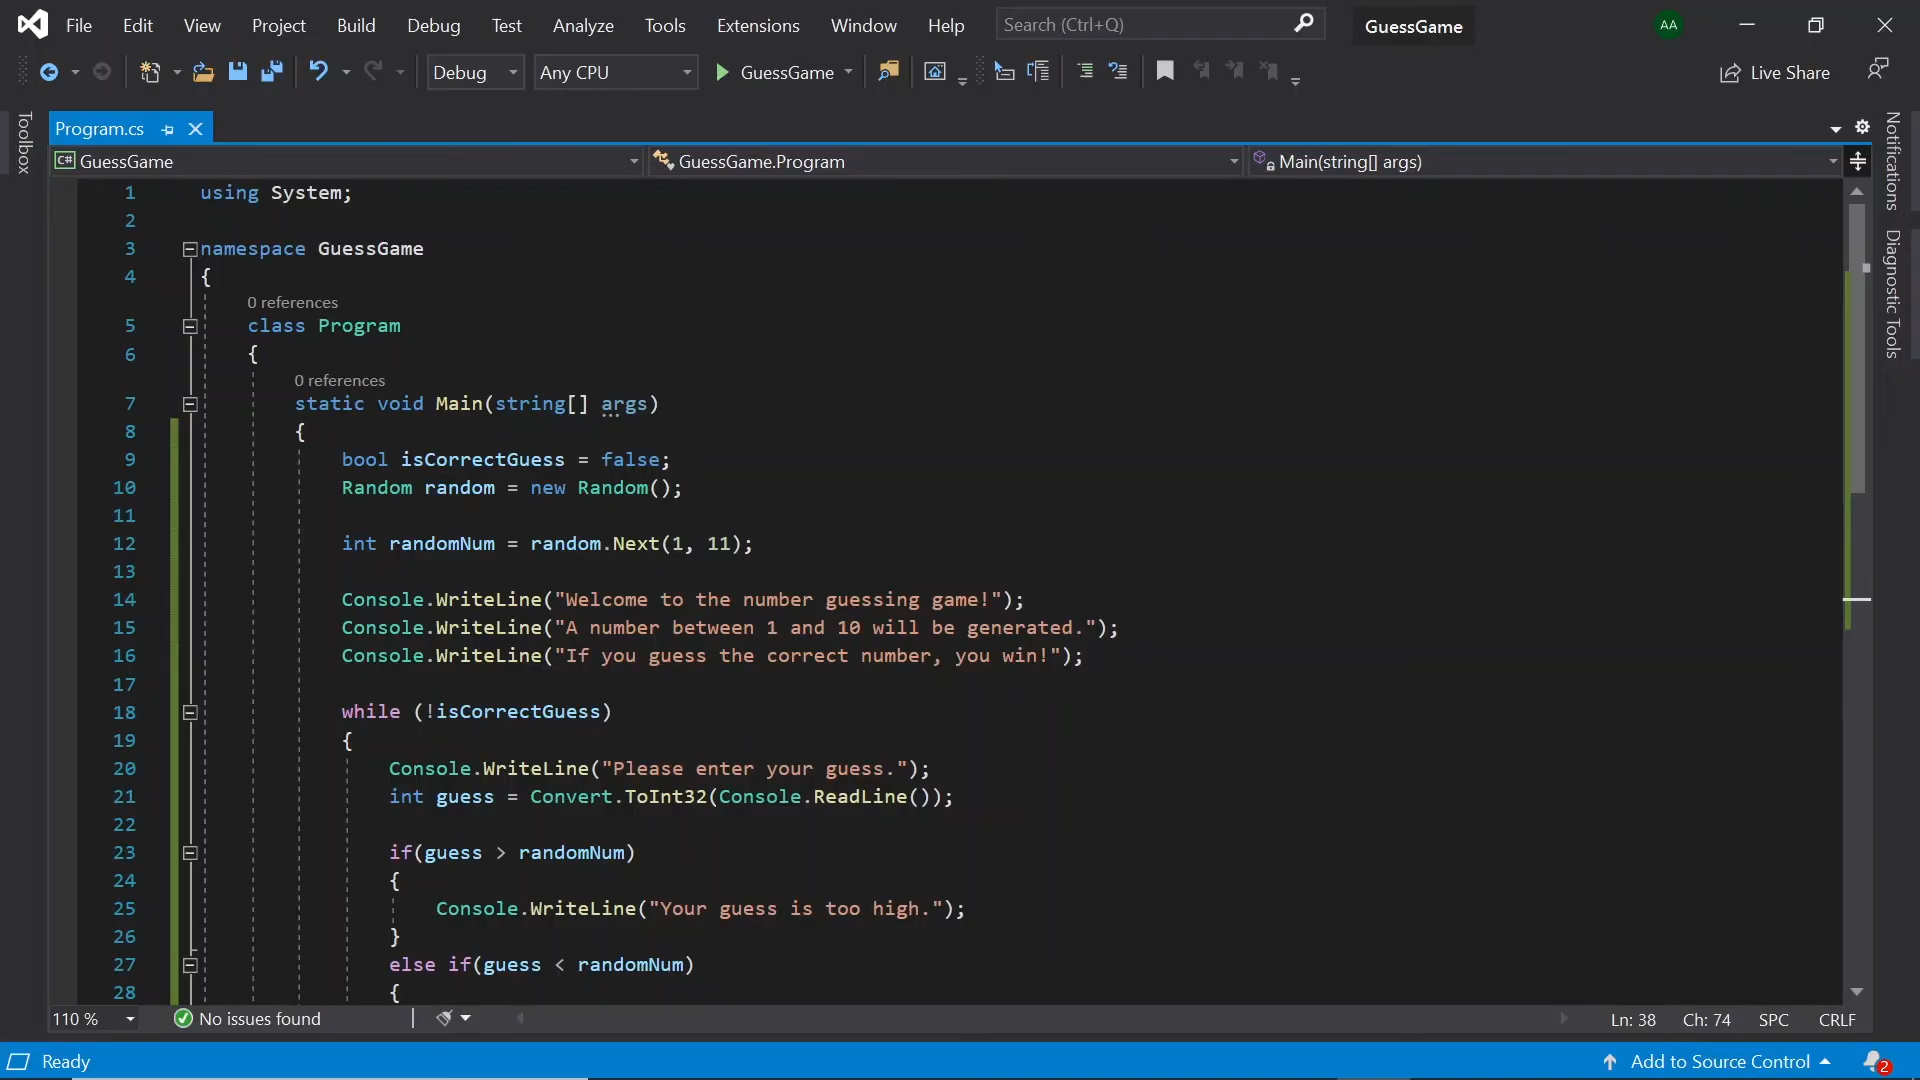 File Edit View Project Build Debug Test Analyze Tools Extensions Window Help Search (Ctrl+Q) GuessGame AA
Debug Any CPU GuessGame Live Share
Toolbox
Program.cs
GuessGame GuessGame.Program Main(string[] args)
Notifications
Diagnostic Tools
1 using System;
2
3 namespace GuessGame
4 {
0 references
5 class Program
6 {
0 references
7 static void Main(string[] args)
8 {
9 bool isCorrectGuess = false;
10 Random random = new Random();
11
12 int randomNum = random.Next(1, 11);
13
14 Console.WriteLine("Welcome to the number guessing game!");
15 Console.WriteLine("A number between 1 and 10 will be generated.");
16 Console.WriteLine("If you guess the correct number, you win!");
17
18 while (!isCorrectGuess)
19 {
20 Console.WriteLine("Please enter your guess.");
21 int guess = Convert.ToInt32(Console.ReadLine());
22
23 if(guess > randomNum)
24 {
25 Console.WriteLine("Your guess is too high.");
26 }
27 else if(guess < randomNum)
28 {
110 % No issues found Ln: 38 Ch: 74 SPC CRLF
Ready Add to Source Control 2